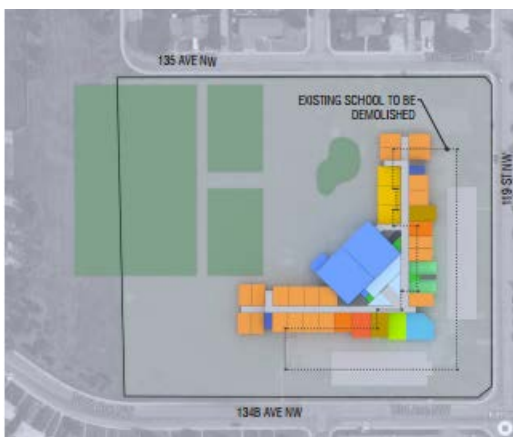 135 AVE NW
EXISTING SCHOOL TO BE
DEMOLISHED
119 ST NW
134B AVE NW